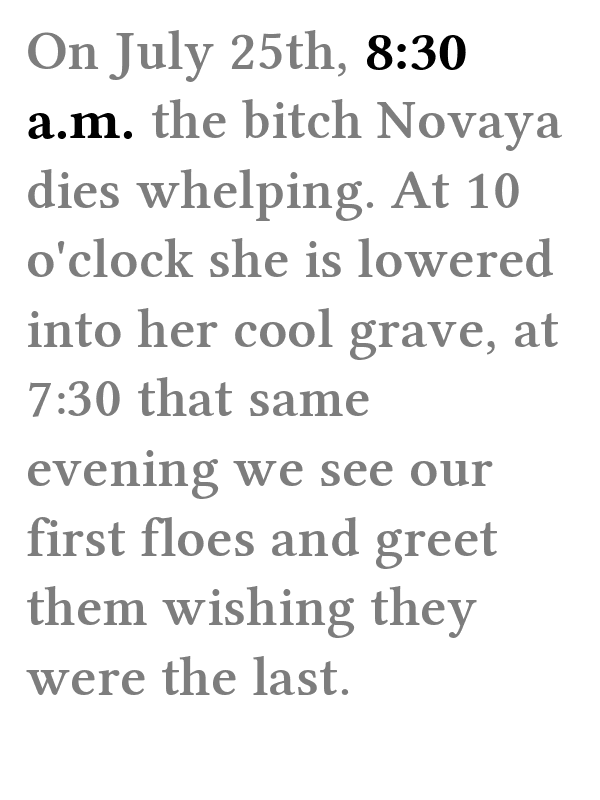 On July 25th, 8:30
a.m. the bitch Novaya
dies whelping. At 10
o'clock she is lowered
into her cool grave, at
7:30 that same
evening we see our
first floes and greet
them wishing they
were the last.